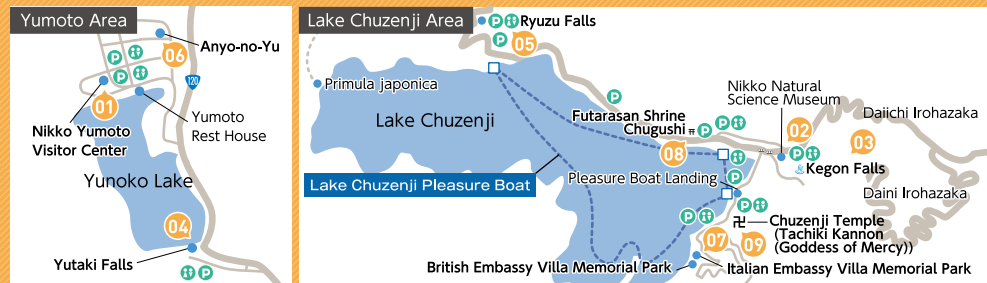 Yumoto Area
Anyo-no-Yu
P
P
06
P
P
120
01
Nikko Yumoto
Visitor Center
Yumoto
Rest House
Yunoko Lake
04
Yutaki Falls
P
Lake Chuzenji Area
P
Ryuzu Falls
P
05
Primula japonica
Lake Chuzenji
P
Futarasan Shrine
Chugushi
P
P
08
Nikko Natural
Science Museum
02
P
Kegon Falls
03
Daiichi Irohazaka
Daini Irohazaka
Lake Chuzenji Pleasure Boat
Pleasure Boat Landing
P
P
P
卍
Chuzenji Temple
(Tachiki Kannon
(Goddess of Mercy))
07
09
British Embassy Villa Memorial Park
Italian Embassy Villa Memorial Park